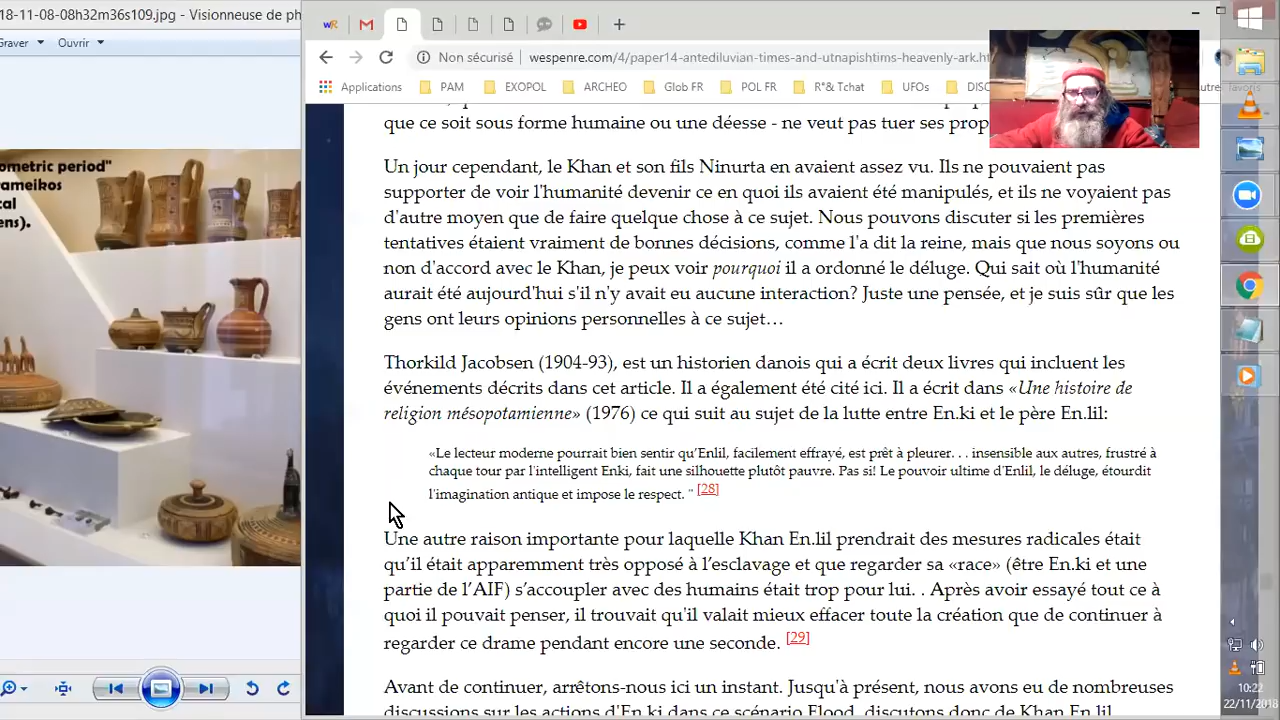 18-11-08-08h32m36s109.jpg - Visionneuse de ph
Graver
Ouvrir
Non sécurisé
wespenre.com/4/paper14-antediluvian-times-and-utnapishtims-heavenly-ark.ht
Applications
PAM
EXOPOL
ARCHEO
Glob FR
POL FR
R°& Tchat
UFOs
favoris
ometric period"
rameikos
cal
ens).
que ce soit sous forme humaine ou une déesse - ne veut pas tuer ses prop
Un jour cependant, le Khan et son fils Ninurta en avaient assez vu. Ils ne pouvaient pas
supporter de voir l'humanité devenir ce en quoi ils avaient été manipulés, et ils ne voyaient pas
d'autre moyen que de faire quelque chose à ce sujet. Nous pouvons discuter si les premières
tentatives étaient vraiment de bonnes décisions, comme l'a dit la reine, mais que nous soyons ou
non d'accord avec le Khan, je peux voir pourquoi il a ordonné le déluge. Qui sait où l'humanité
aurait été aujourd'hui s'il n'y avait eu aucune interaction? Juste une pensée, et je suis sûr que les
gens ont leurs opinions personnelles à ce sujet…
Thorkild Jacobsen (1904-93), est un historien danois qui a écrit deux livres qui incluent les
événements décrits dans cet article. Il a également été cité ici. Il a écrit dans «Une histoire de
religion mésopotamienne» (1976) ce qui suit au sujet de la lutte entre En.ki et le père En.lil:
«Le lecteur moderne pourrait bien sentir qu'Enlil, facilement effrayé, est prêt à pleurer. . . insensible aux autres, frustré à
chaque tour par l'intelligent Enki, fait une silhouette plutôt pauvre. Pas si! Le pouvoir ultime d'Enlil, le déluge, étourdit
l'imagination antique et impose le respect. " [28]
Une autre raison importante pour laquelle Khan En.lil prendrait des mesures radicales était
qu'il était apparemment très opposé à l'esclavage et que regarder sa «race» (être En.ki et une
partie de l'AIF) s'accoupler avec des humains était trop pour lui. . Après avoir essayé tout ce à
quoi il pouvait penser, il trouvait qu'il valait mieux effacer toute la création que de continuer à
regarder ce drame pendant encore une seconde. [29]
Avant de continuer, arrêtons-nous ici un instant. Jusqu'à présent, nous avons eu de nombreuses
discussions sur les actions d'En.ki dans ce scénario Flood, discutons donc de Khan En.lil
10:22
22/11/2018